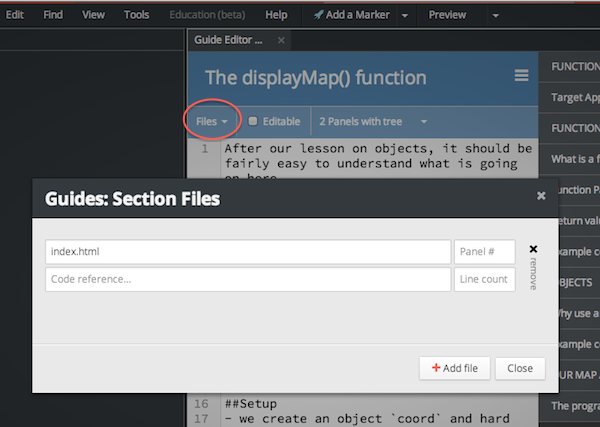 Edit Find View Tools Education (beta) Help Add a Marker Preview
Guide Editor ... ×
The displayMap() function
Files Editable 2 Panels with tree
1 After our lesson on objects, it should be
fairly easy to understand what is going
on here
FUNCTION
Target App
FUNCTION
What is a f
Function Pa
Return valu
Example co
OBJECTS
Why use a
Example co
OUR MAP A
The progra
Guides: Section Files
index.html Panel #
Code reference... Line count
remove
Add file Close
16 ##Setup
17 - we create an object `coord` and hard